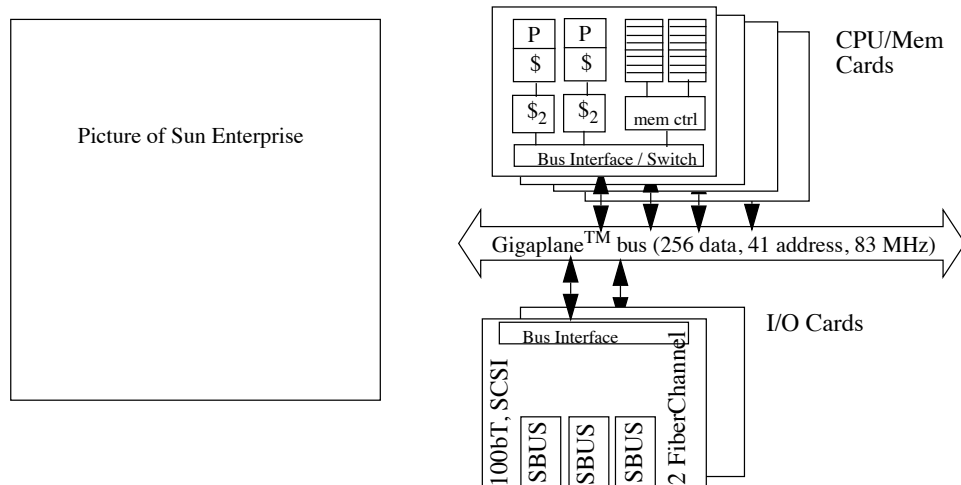 Picture of Sun Enterprise
CPU/Mem
Cards
P P
$ $
$2 $2
mem ctrl
Bus Interface / Switch
Gigaplane™ bus (256 data, 41 address, 83 MHz)
I/O Cards
Bus Interface
100bT, SCSI
SBUS
SBUS
SBUS
2 FiberChannel